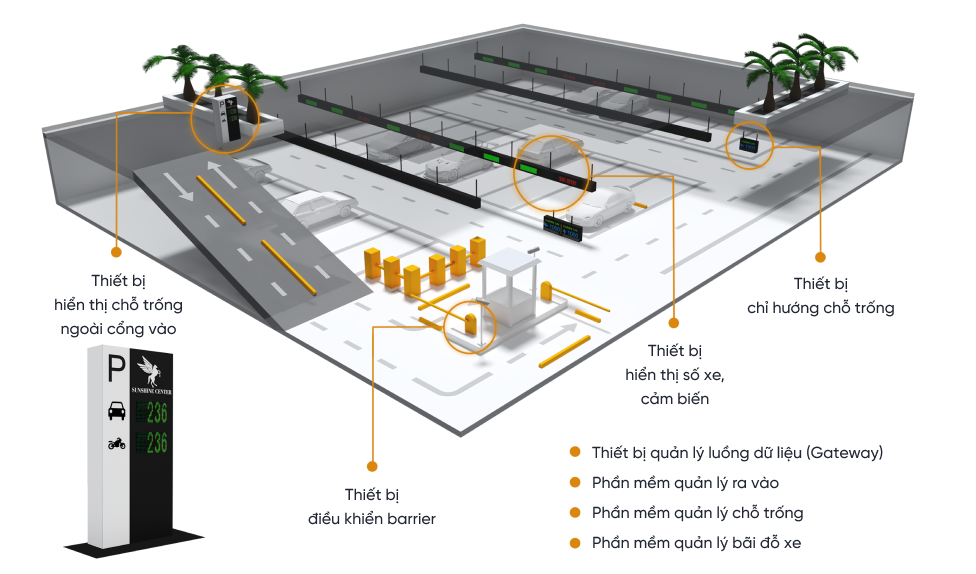 Thiết bị
hiển thị chỗ trống
ngoài cổng vào
P
SUNSHINE CENTER
236
236
Thiết bị
điều khiển barrier
Thiết bị
hiển thị số xe,
cảm biến
Thiết bị
chỉ hướng chỗ trống
Thiết bị quản lý luồng dữ liệu (Gateway)
Phần mềm quản lý ra vào
Phần mềm quản lý chỗ trống
Phần mềm quản lý bãi đỗ xe